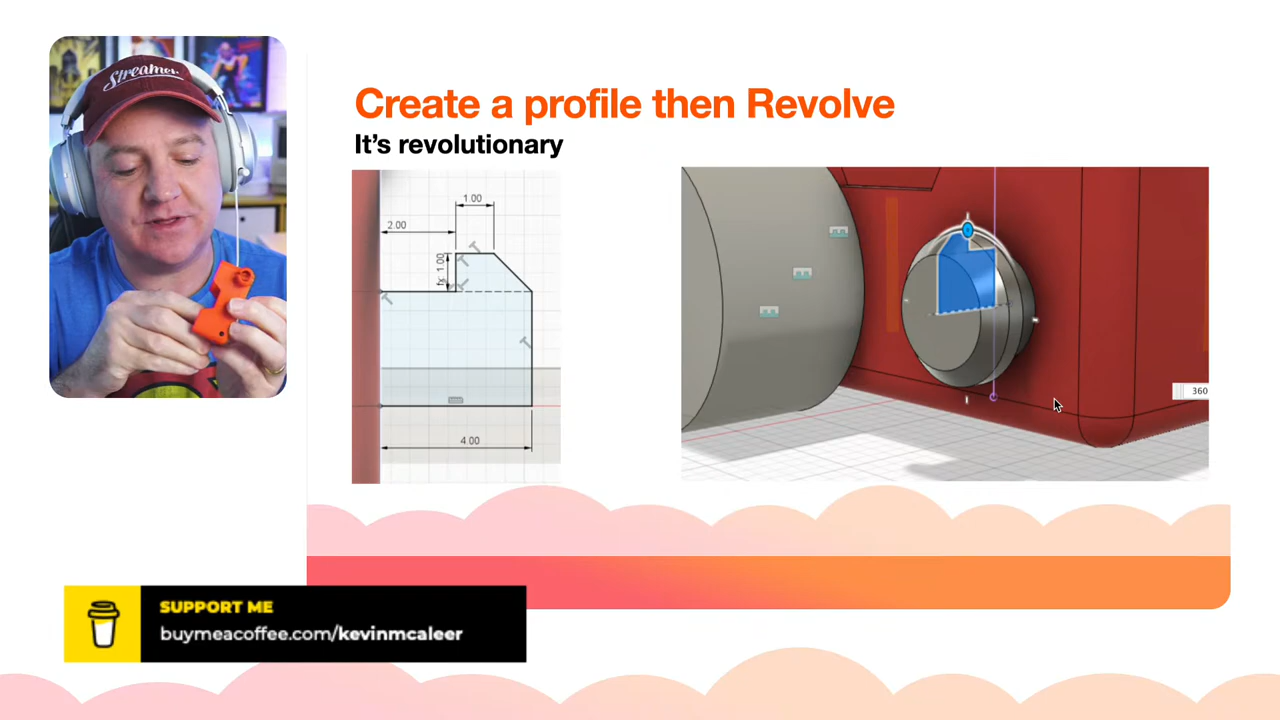 Streamer
Create a profile then Revolve
It's revolutionary
1.00
2.00
fx: 1.00
4.00
360
SUPPORT ME
buymeacoffee.com/kevinmcaleer